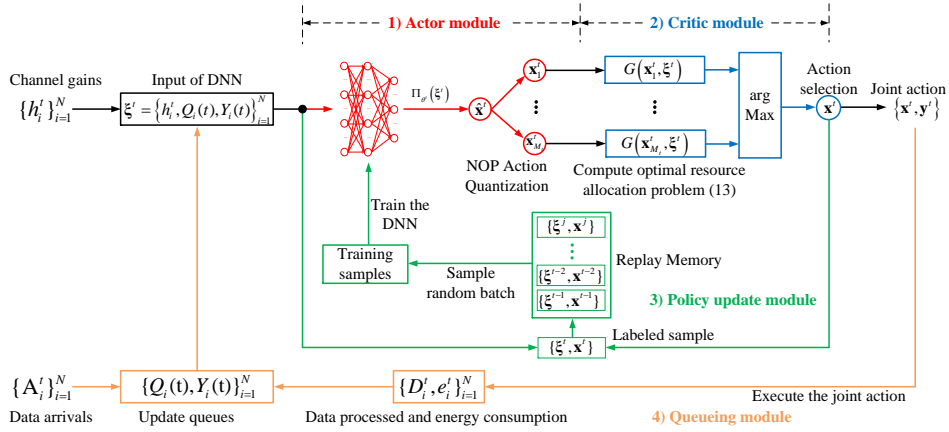 1) Actor module
2) Critic module
Channel gains
{h_i^t}_{i=1}^N
Input of DNN
ξ^t = {h_i^t, Q_i(t), Y_i(t)}_{i=1}^N
Π_{θ^t}(ξ^t)
x̂^t
x_1^t
⋮ ⋮
x_{M_t}^t
NOP Action
Quantization
G(x_1^t, ξ^t)
⋮
G(x_{M_t}^t, ξ^t)
Compute optimal resource
allocation problem (13)
arg
Max
Action
selection
x^t
Joint action
{x^t, y^t}
Train the
DNN
Training
samples
Sample
random batch
{ξ^j, x^j}
⋮
{ξ^{t-2}, x^{t-2}}
{ξ^{t-1}, x^{t-1}}
Replay Memory
3) Policy update module
Labeled sample
{ξ^t, x^t}
{A_i^t}_{i=1}^N
Data arrivals
{Q_i(t), Y_i(t)}_{i=1}^N
Update queues
{D_i^t, e_i^t}_{i=1}^N
Data processed and energy consumption
Execute the joint action
4) Queueing module